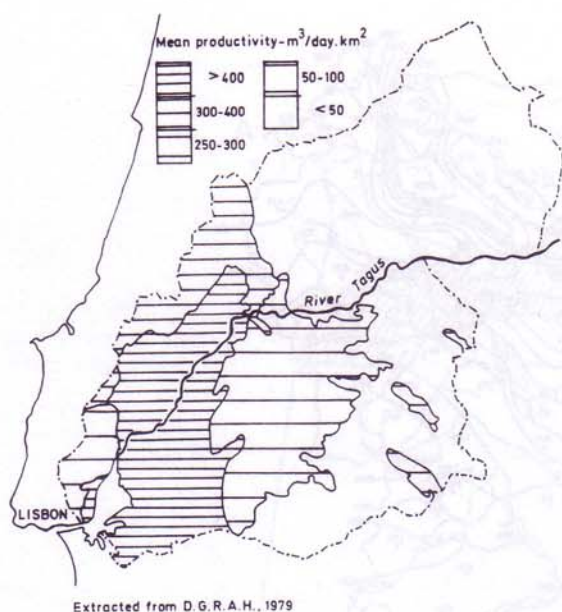 Mean productivity-m³/day.km²
>400
50-100
300-400
<50
250-300
River Tagus
LISBON
Extracted from D.G.R.A.H., 1979